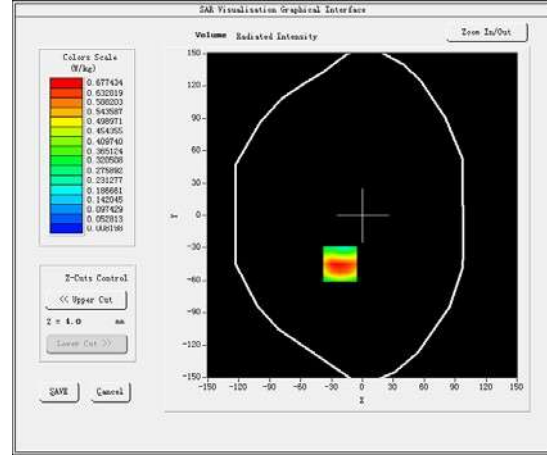 SAR Visualisation Graphical Interface
Volume Radiated Intensity
Zoom In/Out
Colors Scale
(W/kg)
0.677434
0.632819
0.588203
0.543587
0.498971
0.454355
0.409740
0.365124
0.320508
0.275892
0.231277
0.186661
0.142045
0.097429
0.052813
0.008198
Z-Cuts Control
<< Upper Cut
Z = 4.0 mm
Lower Cut >>
SAVE
Cancel
150
120
90
60
30
0
-30
-60
-90
-120
-150
Y
-150 -120 -90 -60 -30 0 30 60 90 120 150
X